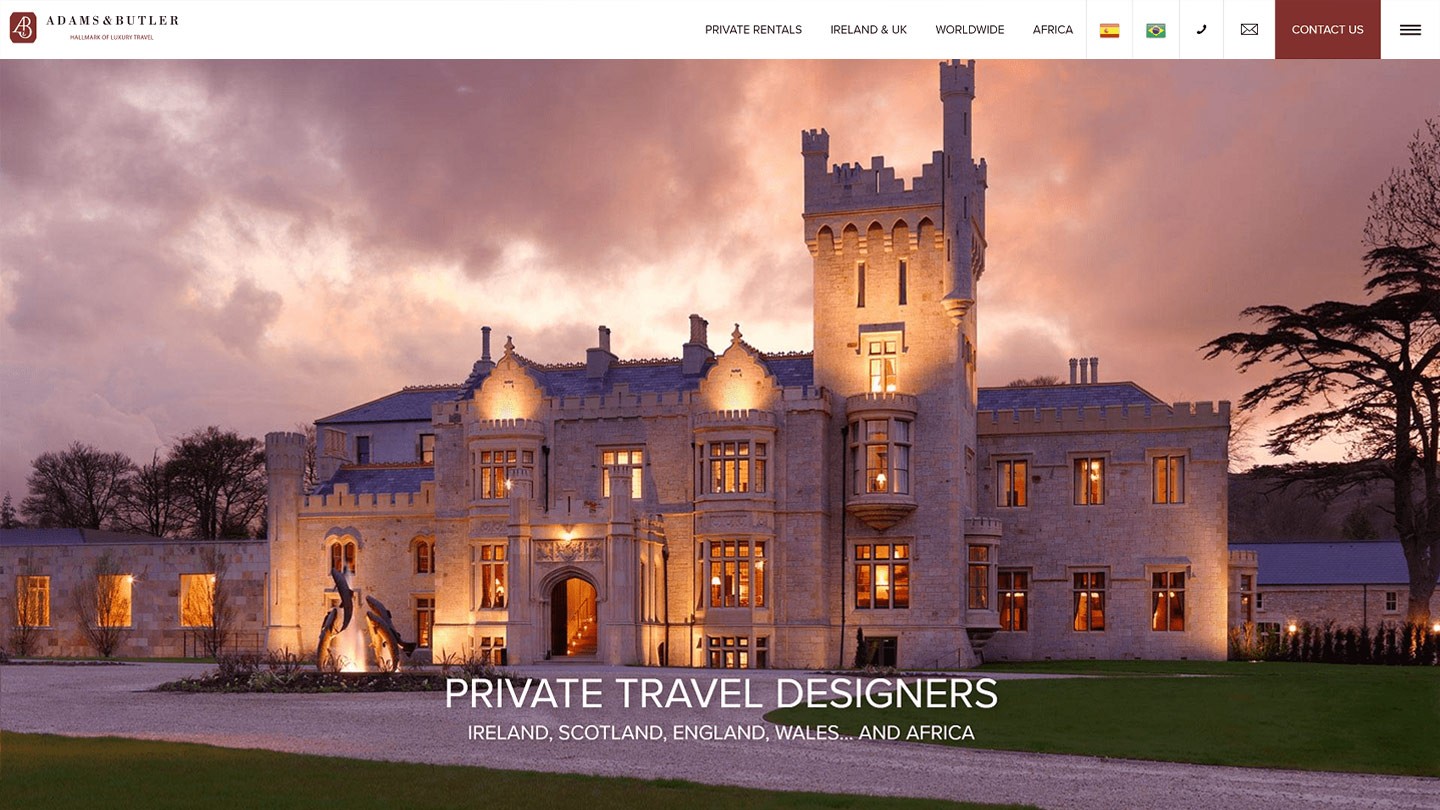 ADAMS & BUTLER
HALLMARK OF LUXURY TRAVEL
PRIVATE RENTALS
IRELAND & UK
WORLDWIDE
AFRICA
CONTACT US
PRIVATE TRAVEL DESIGNERS
IRELAND, SCOTLAND, ENGLAND, WALES... AND AFRICA